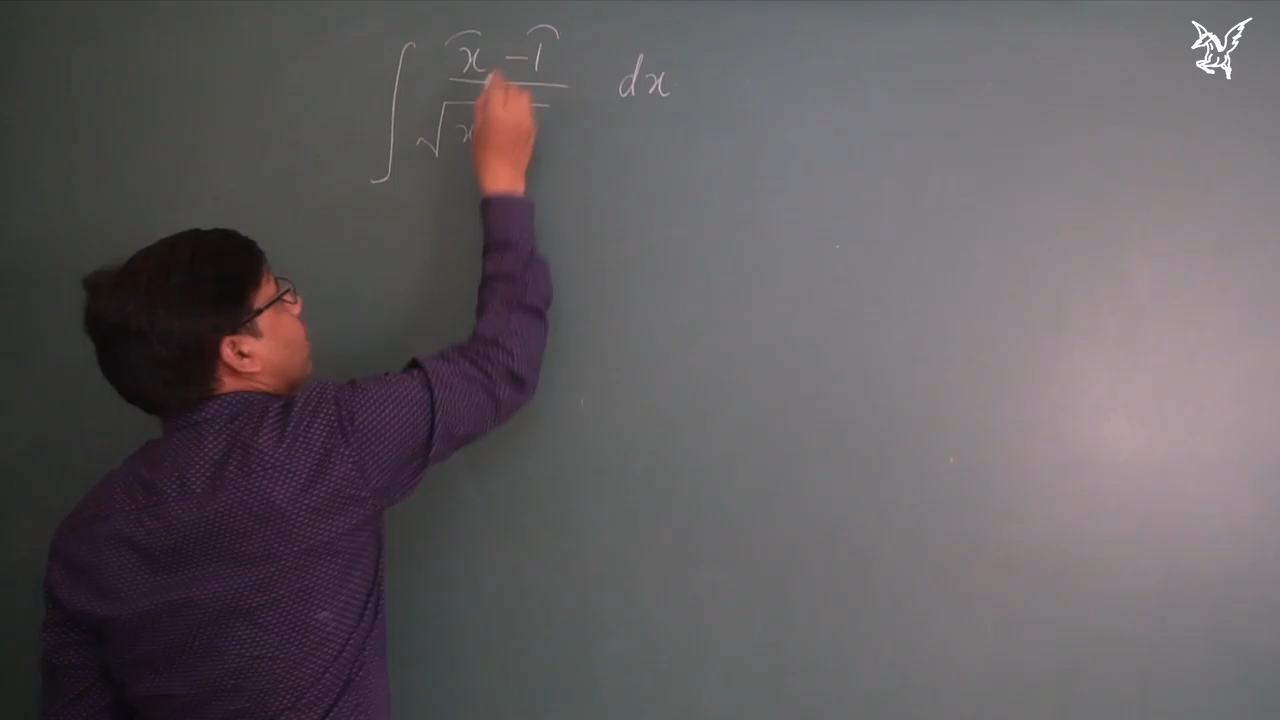 ∫ x - 1 dx
√x